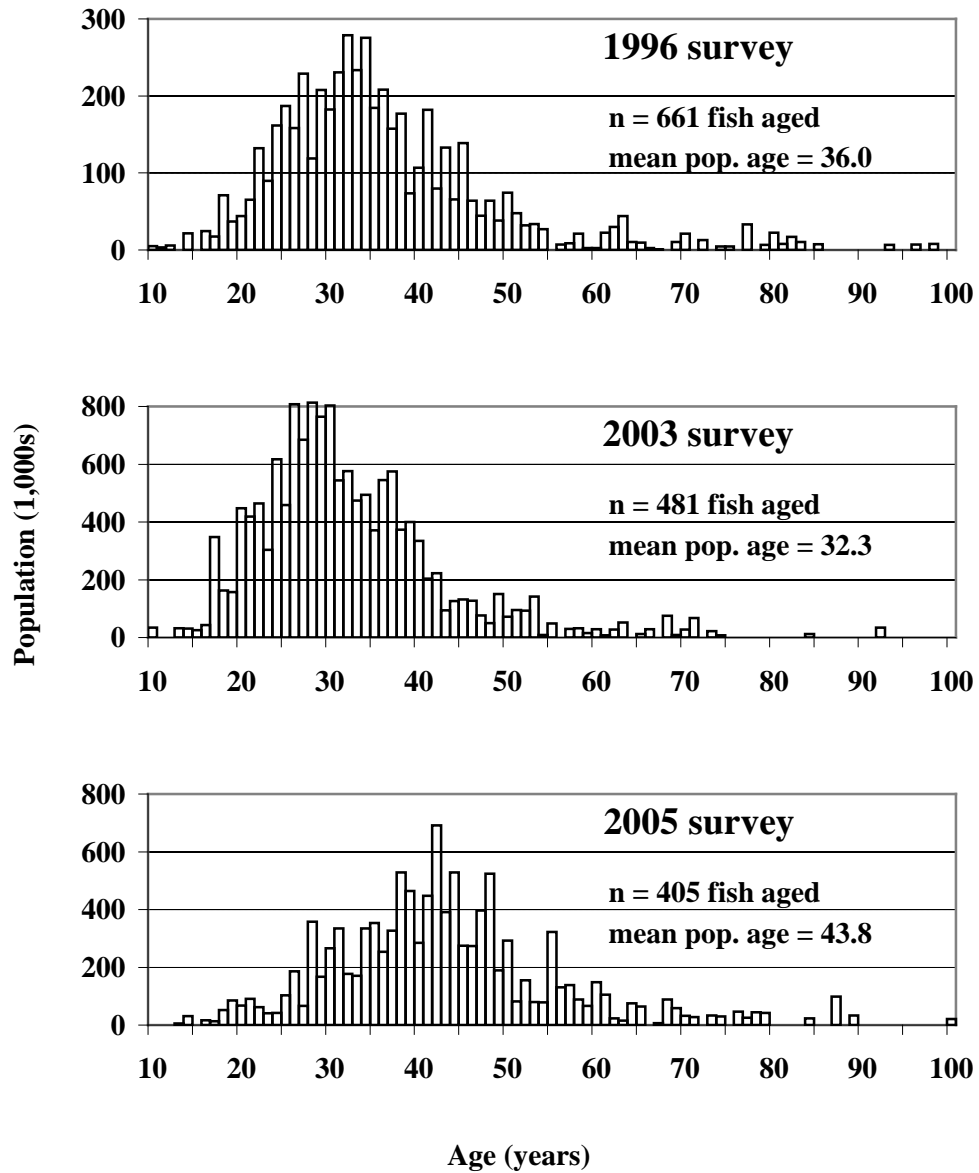 1996 survey
n = 661 fish aged
mean pop. age = 36.0
300
200
100
0
10 20 30 40 50 60 70 80 90 100
2003 survey
n = 481 fish aged
mean pop. age = 32.3
800
600
400
200
0
10 20 30 40 50 60 70 80 90 100
Population (1,000s)
2005 survey
n = 405 fish aged
mean pop. age = 43.8
800
600
400
200
0
10 20 30 40 50 60 70 80 90 100
Age (years)